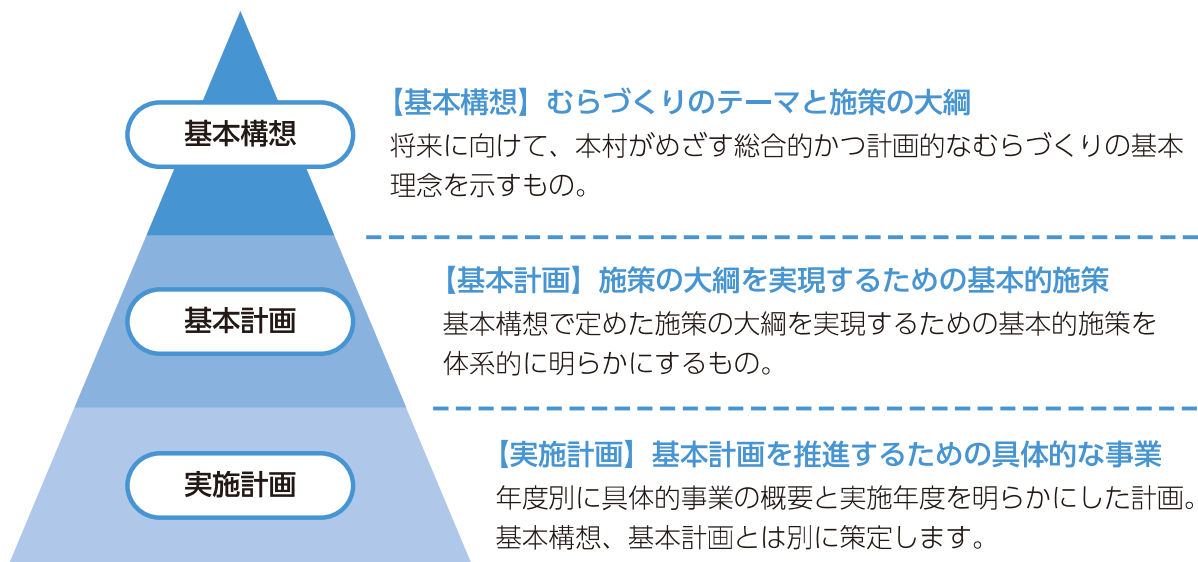 基本構想
【基本構想】むらづくりのテーマと施策の大綱
将来に向けて、本村がめざす総合的かつ計画的なむらづくりの基本
理念を示すもの。
基本計画
【基本計画】施策の大綱を実現するための基本的施策
基本構想で定めた施策の大綱を実現するための基本的施策を
体系的に明らかにするもの。
実施計画
【実施計画】基本計画を推進するための具体的な事業
年度別に具体的事業の概要と実施年度を明らかにした計画。
基本構想、基本計画とは別に策定します。